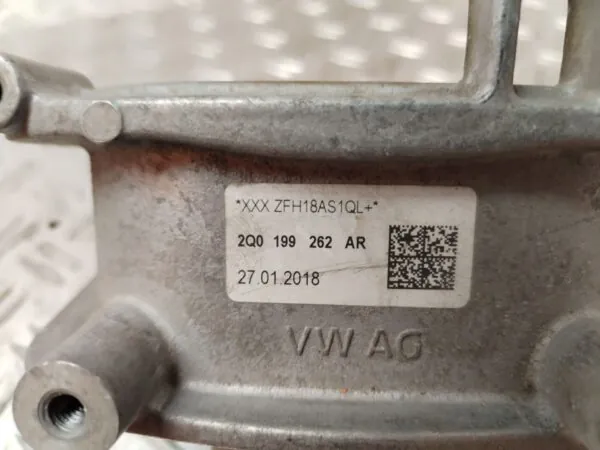 *XXX ZFH18AS1QL+*
2Q0 199 262 AR
27.01.2018
VW AG